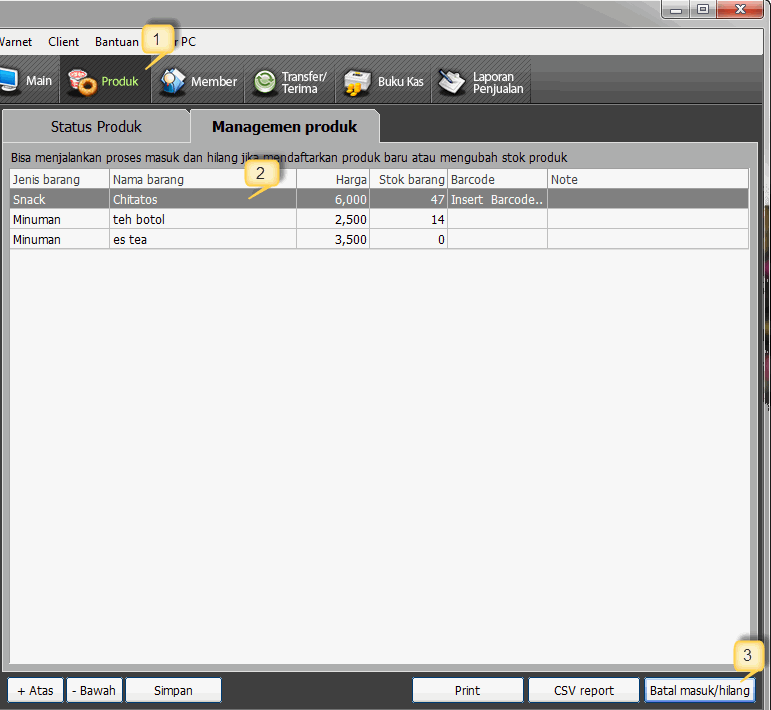 Client Bantuan PC
1
Main Produk Member Transfer/ Terima Buku Kas Laporan Penjualan
Status Produk Managemen produk
Bisa menjalankan proses masuk dan hilang jika mendaftarkan produk baru atau mengubah stok produk
2
Jenis barang Nama barang Harga Stok barang Barcode Note
Snack Chitatos 6,000 47 Insert Barcode..
Minuman teh botol 2,500 14
Minuman es tea 3,500 0
3
+ Atas - Bawah Simpan Print CSV report Batal masuk/hilang